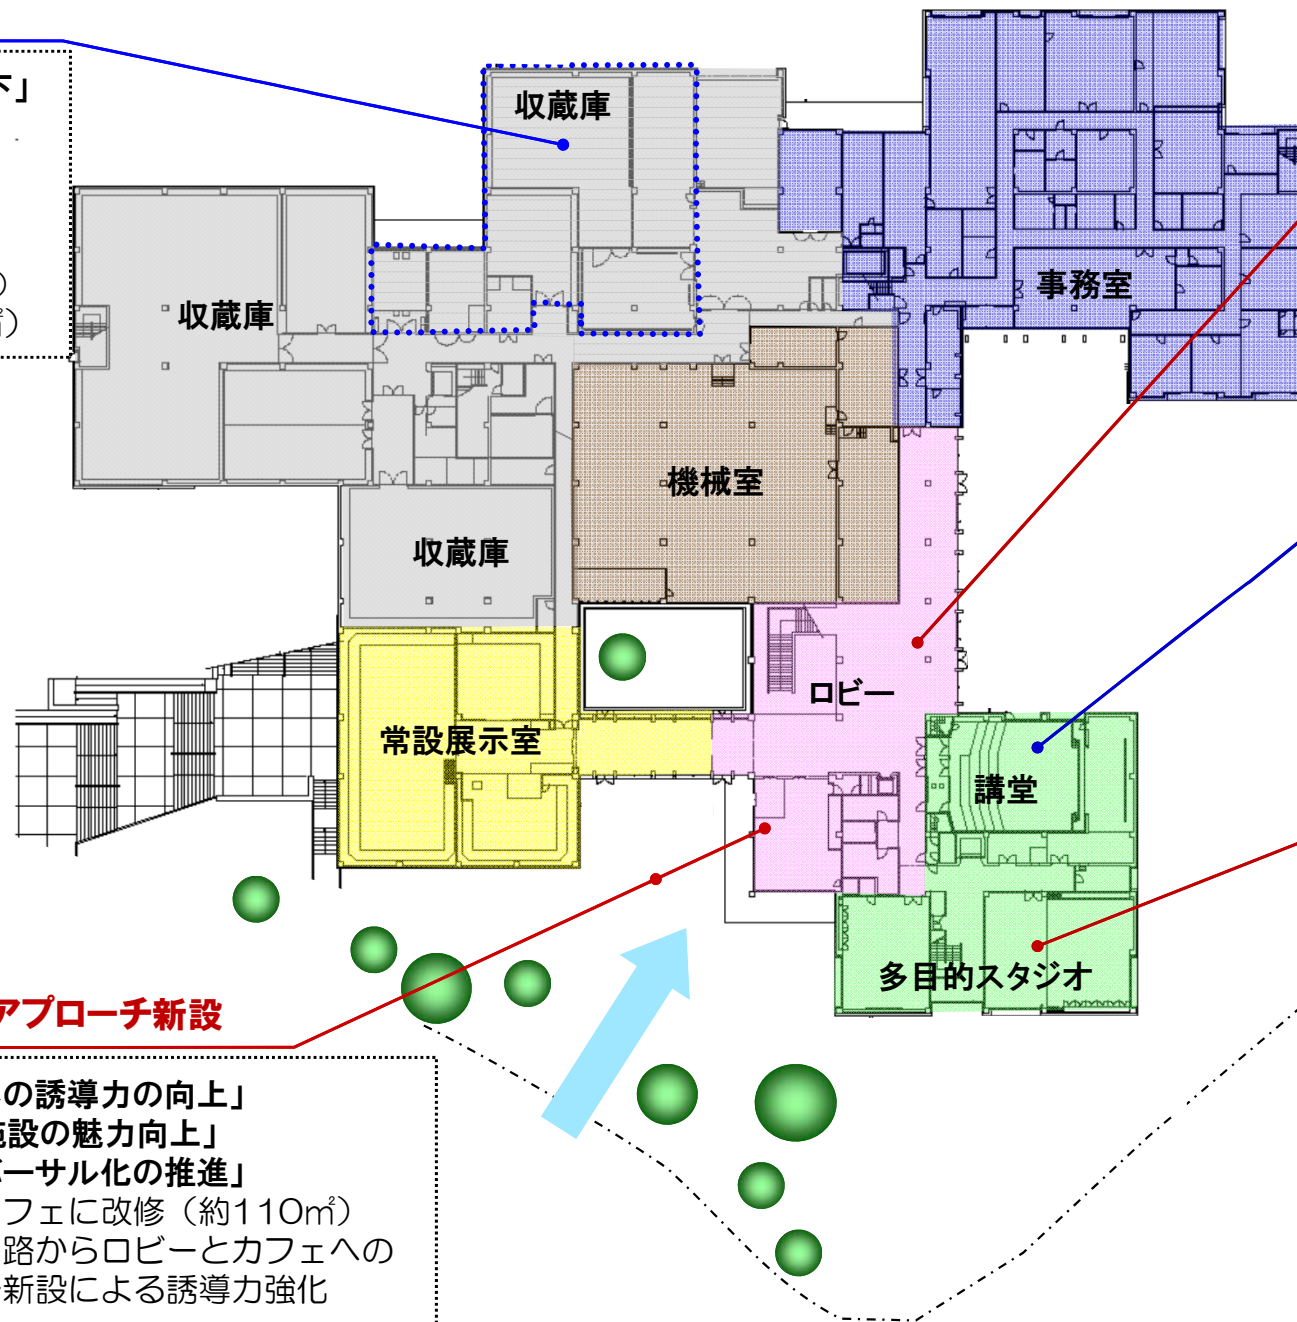 下」
）
㎡）
収蔵庫
収蔵庫
事務室
機械室
収蔵庫
ロビー
常設展示室
講堂
多目的スタジオ
アプローチ新設
の誘導力の向上」
施設の魅力向上」
バーサル化の推進」
フェに改修（約110㎡）
路からロビーとカフェへの
新設による誘導力強化